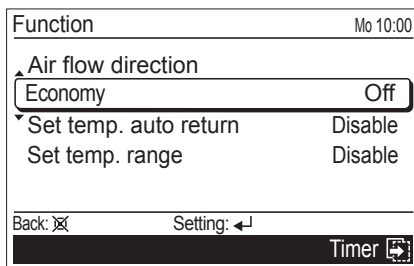 Function Mo 10:00
Air flow direction
Economy Off
Set temp. auto return Disable
Set temp. range Disable
Back: Setting:
Timer